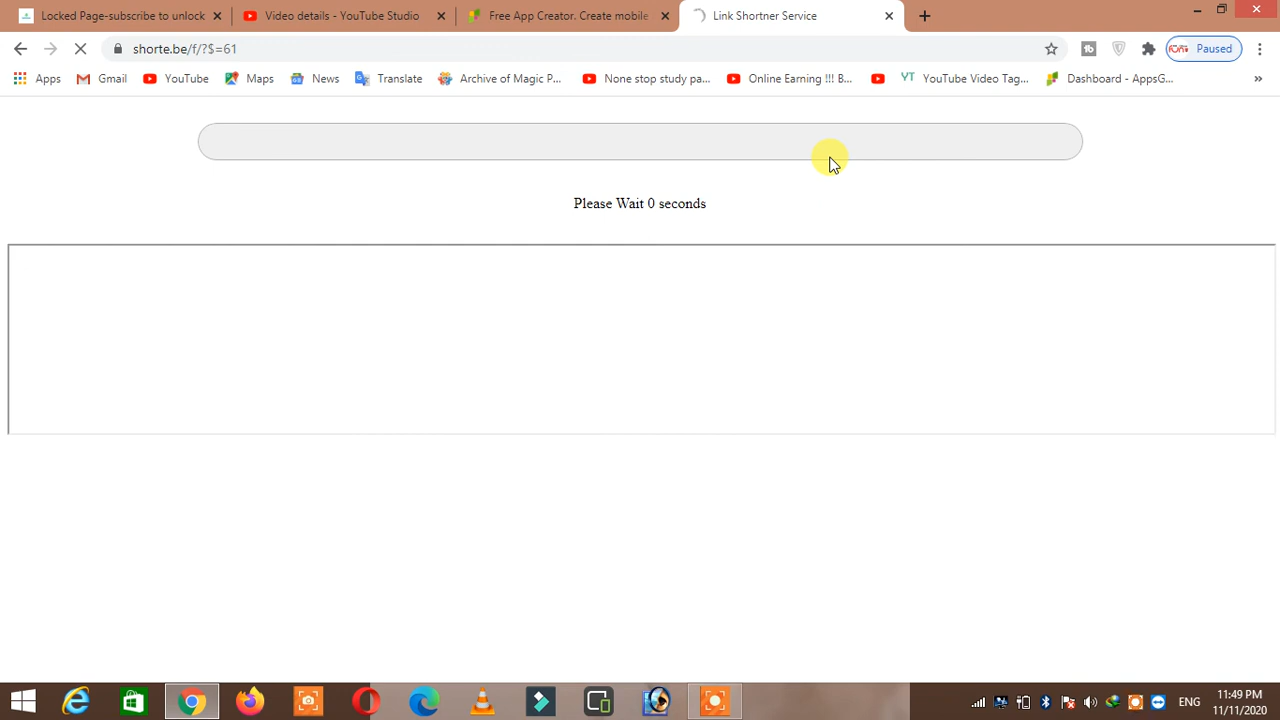 Locked Page-subscribe to unlock
Video details - YouTube Studio
Free App Creator. Create mobile
Link Shortner Service
shorte.be/f/?$=61
Paused
Apps
Gmail
YouTube
Maps
News
Translate
Archive of Magic P...
None stop study pa...
Online Earning !!! B...
YT YouTube Video Tag...
Dashboard - AppsG...
Please Wait 0 seconds
ENG
11:49 PM
11/11/2020